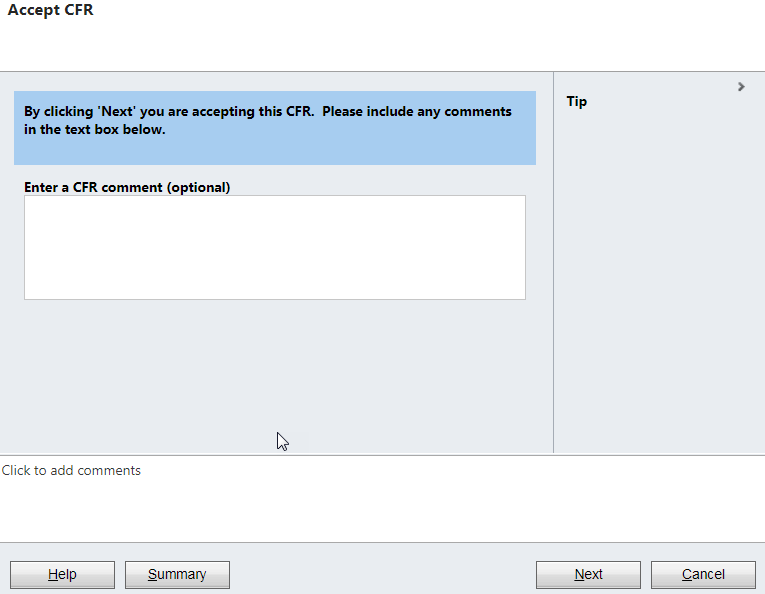 Accept CFR
By clicking 'Next' you are accepting this CFR.  Please include any comments
in the text box below.
Tip
Enter a CFR comment (optional)
Click to add comments
Help
Summary
Next
Cancel